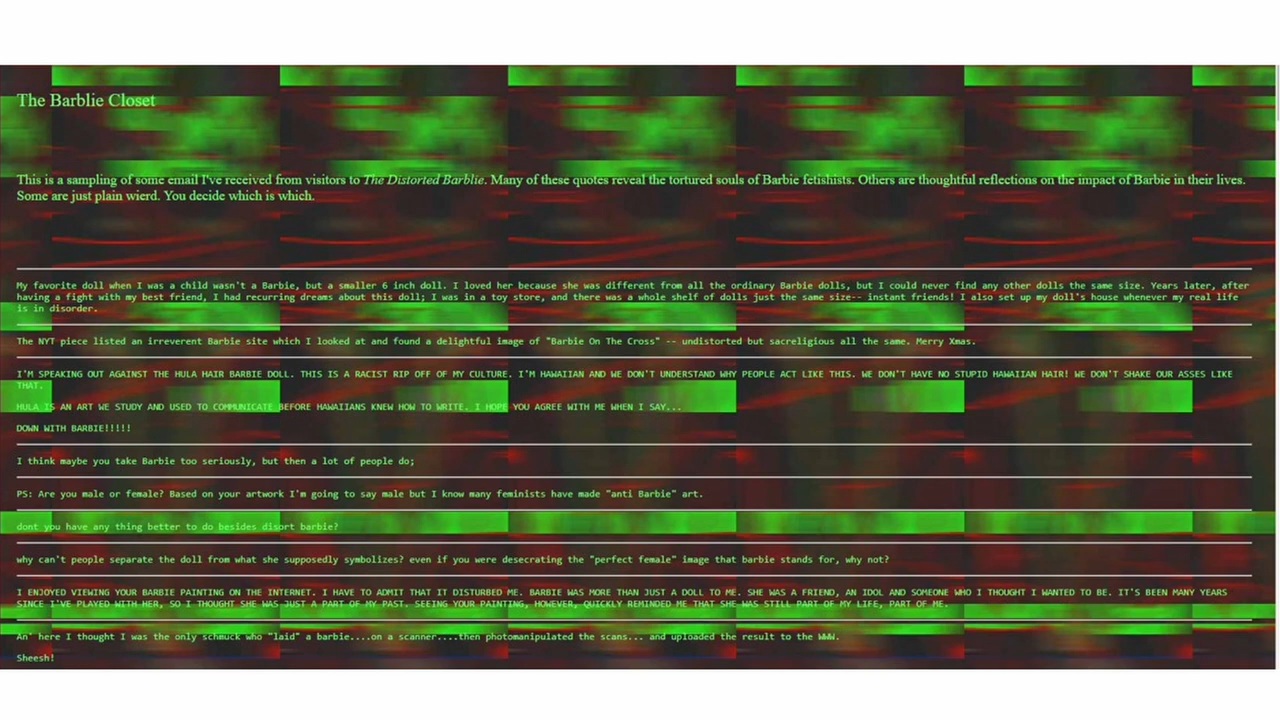 The Barblie Closet
This is a sampling of some email I've received from visitors to The Distorted Barblie. Many of these quotes reveal the tortured souls of Barbie fetishists. Others are thoughtful reflections on the impact of Barbie in their lives.
Some are just plain wierd. You decide which is which.
My favorite doll when I was a child wasn't a Barbie, but a smaller 6 inch doll. I loved her because she was different from all the ordinary Barbie dolls, but I could never find any other dolls the same size. Years later, after
having a fight with my best friend, I had recurring dreams about this doll; I was in a toy store, and there was a whole shelf of dolls just the same size-- instant friends! I also set up my doll's house whenever my real life
is in disorder.
The NYT piece listed an irreverent Barbie site which I looked at and found a delightful image of "Barbie On The Cross" -- undistorted but sacreligious all the same. Merry Xmas.
I'M SPEAKING OUT AGAINST THE HULA HAIR BARBIE DOLL. THIS IS A RACIST RIP OFF OF MY CULTURE. I'M HAWAIIAN AND WE DON'T UNDERSTAND WHY PEOPLE ACT LIKE THIS. WE DON'T HAVE NO STUPID HAWAIIAN HAIR! WE DON'T SHAKE OUR ASSES LIKE
THAT.
HULA IS AN ART WE STUDY AND USED TO COMMUNICATE BEFORE HAWAIIANS KNEW HOW TO WRITE. I HOPE YOU AGREE WITH ME WHEN I SAY...
DOWN WITH BARBIE!!!!!
I think maybe you take Barbie too seriously, but then a lot of people do;
PS: Are you male or female? Based on your artwork I'm going to say male but I know many feminists have made "anti Barbie" art.
dont you have any thing better to do besides disort barbie?
why can't people separate the doll from what she supposedly symbolizes? even if you were desecrating the "perfect female" image that barbie stands for, why not?
I ENJOYED VIEWING YOUR BARBIE PAINTING ON THE INTERNET. I HAVE TO ADMIT THAT IT DISTURBED ME. BARBIE WAS MORE THAN JUST A DOLL TO ME. SHE WAS A FRIEND, AN IDOL AND SOMEONE WHO I THOUGHT I WANTED TO BE. IT'S BEEN MANY YEARS
SINCE I'VE PLAYED WITH HER, SO I THOUGHT SHE WAS JUST A PART OF MY PAST. SEEING YOUR PAINTING, HOWEVER, QUICKLY REMINDED ME THAT SHE WAS STILL PART OF MY LIFE, PART OF ME.
An' here I thought I was the only schmuck who "laid" a barbie....on a scanner....then photomanipulated the scans... and uploaded the result to the WWW.
Sheesh!